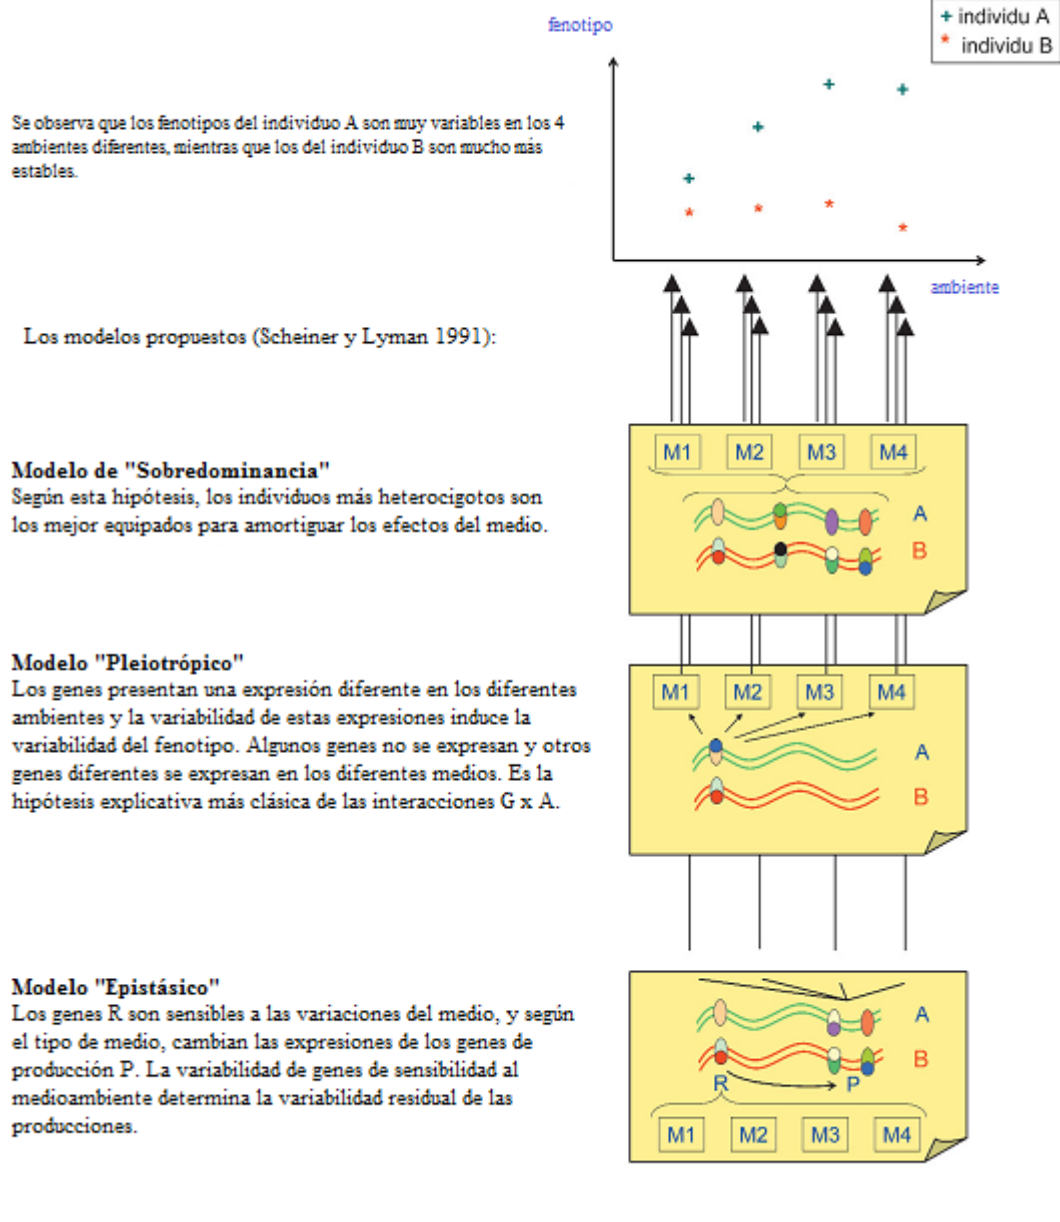 fenotipo
+ individu A
* individu B
Se observa que los fenotipos del individuo A son muy variables en los 4
ambientes diferentes, mientras que los del individuo B son mucho más
estables.
ambiente
Los modelos propuestos (Scheiner y Lyman 1991):
M1 M2 M3 M4
Modelo de "Sobredominancia"
Según esta hipótesis, los individuos más heterocigotos son
los mejor equipados para amortiguar los efectos del medio.
A
B
Modelo "Pleiotrópico"
Los genes presentan una expresión diferente en los diferentes
ambientes y la variabilidad de estas expresiones induce la
variabilidad del fenotipo. Algunos genes no se expresan y otros
genes diferentes se expresan en los diferentes medios. Es la
hipótesis explicativa más clásica de las interacciones G x A.
M1 M2 M3 M4
A
B
Modelo "Epistásico"
Los genes R son sensibles a las variaciones del medio, y según
el tipo de medio, cambian las expresiones de los genes de
producción P. La variabilidad de genes de sensibilidad al
medioambiente determina la variabilidad residual de las
producciones.
A
B
R P
M1 M2 M3 M4